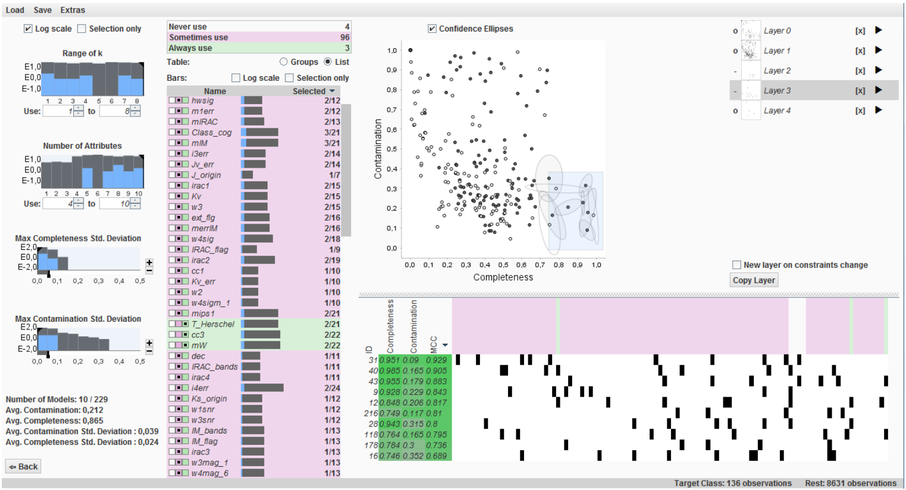 Load Save Extras
Log scale Selection only
Range of k
E1,0
E0,0
E-1,0
1 2 3 4 5 6 7 8 9
Use: 1 to 8
Number of Attributes
E1,0
E0,0
E-1,0
1 2 3 4 5 6 7 8 9 10
Use: 4 to 10
Max Completeness Std. Deviation
E2,0
E0,0
0,0 0,1 0,2 0,3 0,4 0,5
Max Contamination Std. Deviation
E2,0
E0,0
0,0 0,1 0,2 0,3 0,4 0,5
Number of Models: 10 / 229
Avg. Contamination: 0,212
Avg. Completeness: 0,865
Avg. Contamination Std. Deviation : 0,039
Avg. Completeness Std. Deviation : 0,024
Back
Never use 4
Sometimes use 96
Always use 3
Table: Groups List
Bars: Log scale Selection only
Name Selected
hwsig 2/12
m1err 2/12
mIRAC 2/13
Class_cog 3/21
mIM 3/21
i3err 2/14
Jv_err 2/14
J_origin 1/7
irac1 2/15
Kv 2/15
w3 2/15
ext_flg 2/16
merrIM 2/16
w4sig 2/18
IRAC_flag 1/9
irac2 2/19
cc1 1/10
Kv_err 1/10
w2 1/10
w4sigm_1 1/10
mips1 2/21
T_Herschel 2/21
cc3 2/22
mW 2/22
dec 1/11
IRAC_bands 1/11
irac4 1/11
i4err 2/24
Ks_origin 1/12
w1snr 1/12
w3snr 1/12
IM_bands 1/13
IM_flag 1/13
irac3 1/13
w3mag_1 1/13
w4mag_6 1/13
Confidence Ellipses
Contamination
1,0
0,9
0,8
0,7
0,6
0,5
0,4
0,3
0,2
0,1
0,0
0,0 0,1 0,2 0,3 0,4 0,5 0,6 0,7 0,8 0,9 1,0
Completeness
o Layer 0 [x]
o Layer 1 [x]
- Layer 2 [x]
- Layer 3 [x]
o Layer 4 [x]
New layer on constraints change
Copy Layer
ID Completeness Contamination MCC
31 0.951 0.09 0.929
40 0.985 0.165 0.905
43 0.955 0.179 0.883
9 0.928 0.229 0.843
12 0.848 0.206 0.817
216 0.749 0.117 0.81
28 0.943 0.315 0.8
118 0.764 0.165 0.795
178 0.784 0.3 0.736
16 0.746 0.352 0.689
Target Class: 136 observations Rest: 8631 observations